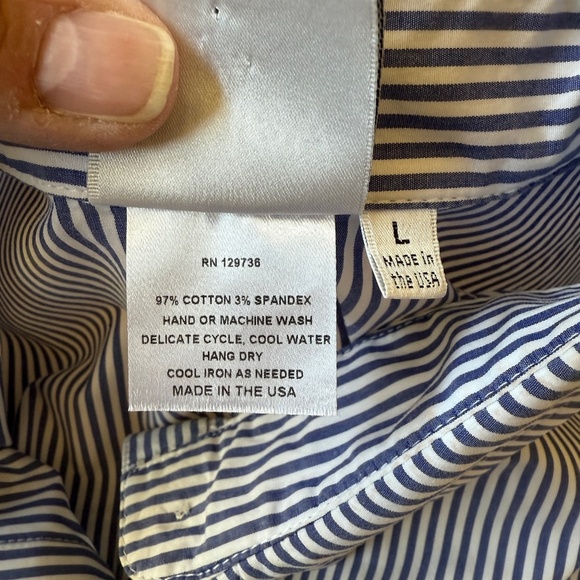 L
MADE in
the USA
RN 129736
97% COTTON 3% SPANDEX
HAND OR MACHINE WASH
DELICATE CYCLE, COOL WATER
HANG DRY
COOL IRON AS NEEDED
MADE IN THE USA